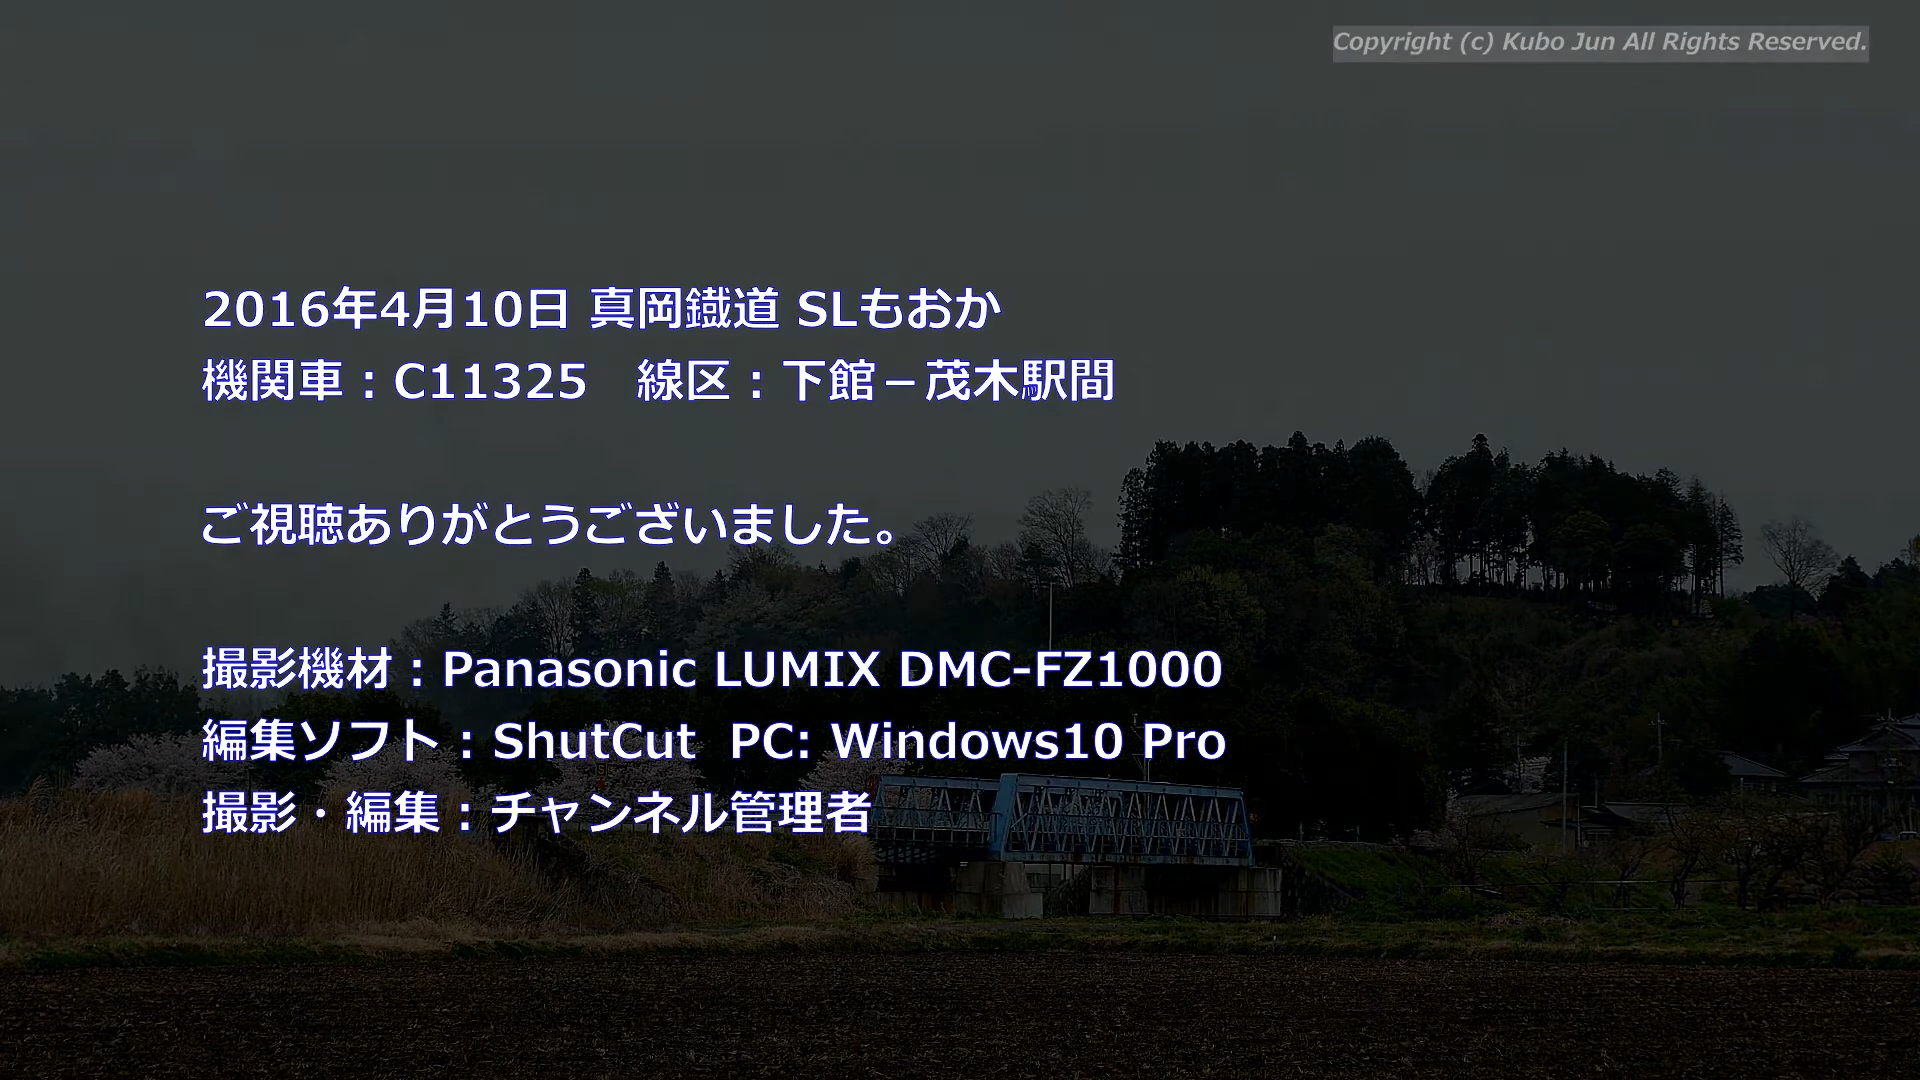 Copyright (c) Kubo Jun All Rights Reserved.
2016年4月10日 真岡鐵道 SLもおか
機関車：C11325　線区：下館－茂木駅間
ご視聴ありがとうございました。
撮影機材：Panasonic LUMIX DMC-FZ1000
編集ソフト：ShutCut  PC: Windows10 Pro
撮影・編集：チャンネル管理者